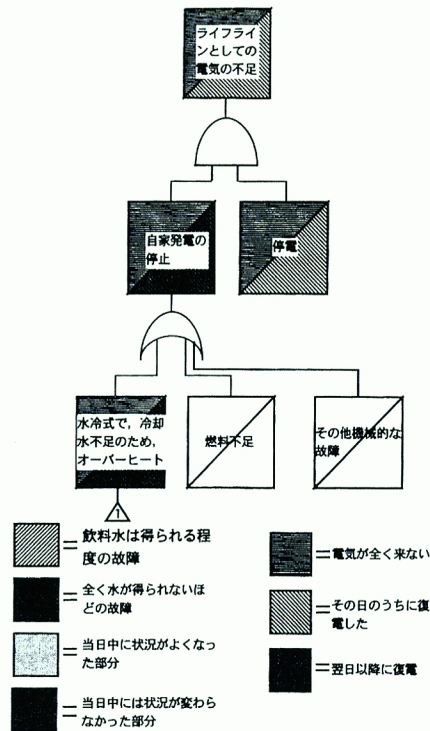 ライフライ
ンとしての
電気の不足
自家発電の
停止
停電
水冷式で，冷却
水不足のため，
オーバーヒート
燃料不足
その他機械的な
故障
1
飲料水は得られる程
度の故障
全く水が得られないほ
どの故障
当日中に状況がよくなっ
た部分
当日中には状況が変わら
なかった部分
電気が全く来ない
その日のうちに復
電した
翌日以降に復電